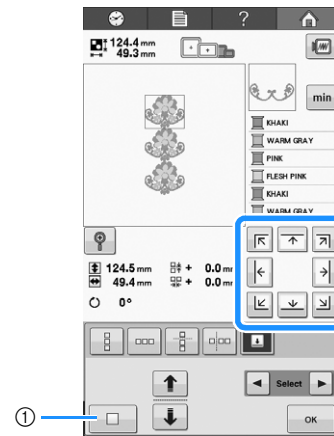 ?
124.4 mm
49.3 mm
min
KHAKI
WARM GRAY
PINK
FLESH PINK
KHAKI
WARM GRAY
124.5 mm + 0.0 mm
49.4 mm + 0.0 mm
0°
Select
1
OK